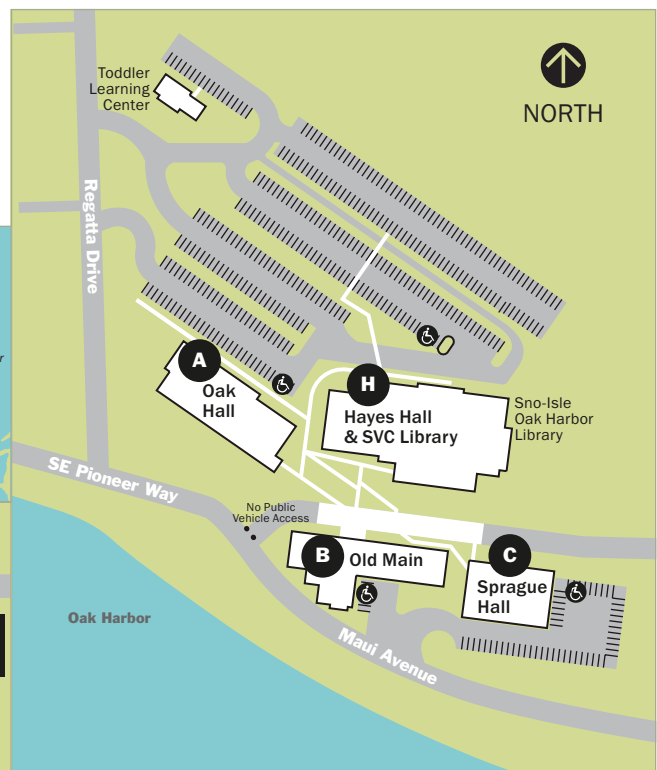 Toddler
Learning
Center
NORTH
Regatta Drive
A
Oak
Hall
H
Hayes Hall
& SVC Library
Sno-Isle
Oak Harbor
Library
SE Pioneer Way
No Public
Vehicle Access
B
Old Main
C
Sprague
Hall
Oak Harbor
Maui Avenue
r